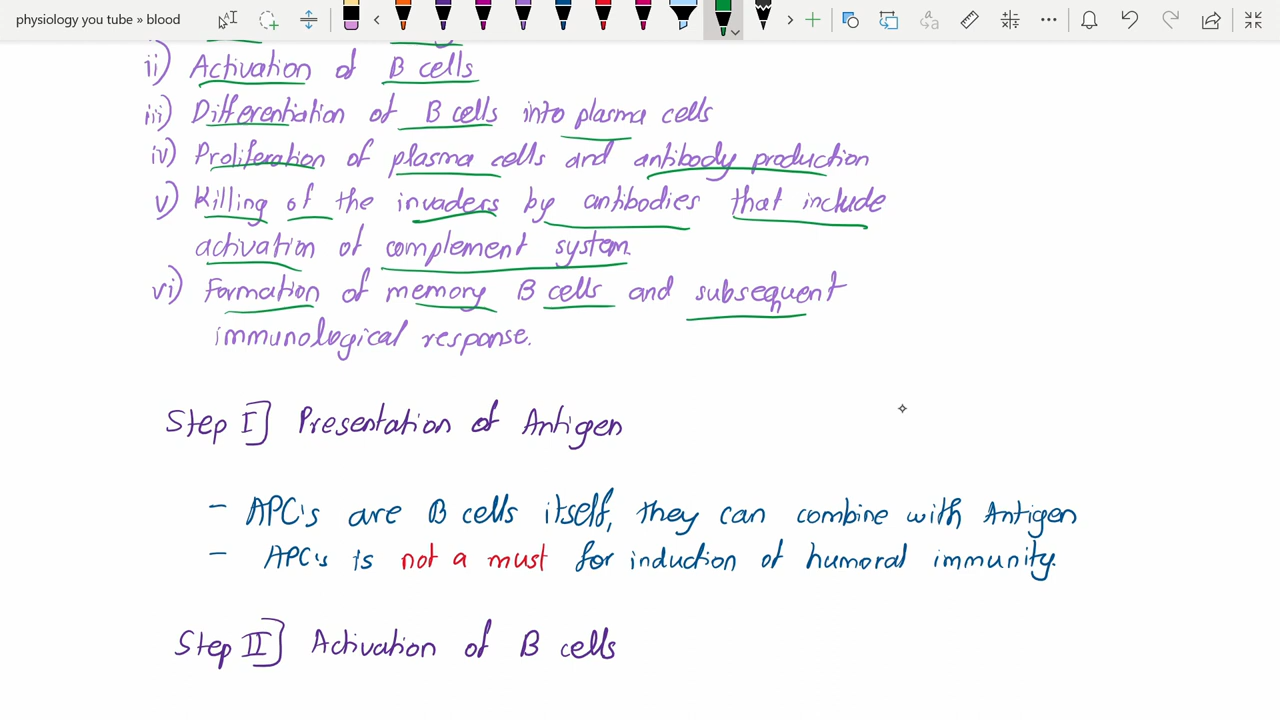 physiology you tube » blood
ii) Activation of B cells
iii) Differentiation of B cells into plasma cells
iv) Proliferation of plasma cells and antibody production
v) Killing of the invaders by antibodies that include
activation of complement system.
vi) Formation of memory B cells and subsequent
immunological response.
Step I] Presentation of Antigen
- APC's are B cells itself, they can combine with Antigen
- APC's is not a must for induction of humoral immunity.
Step II] Activation of B cells